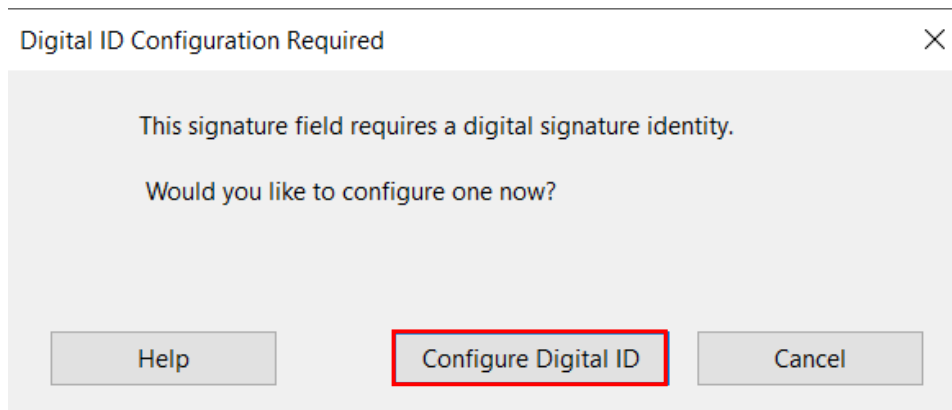 Digital ID Configuration Required
This signature field requires a digital signature identity.
Would you like to configure one now?
Help
Configure Digital ID
Cancel